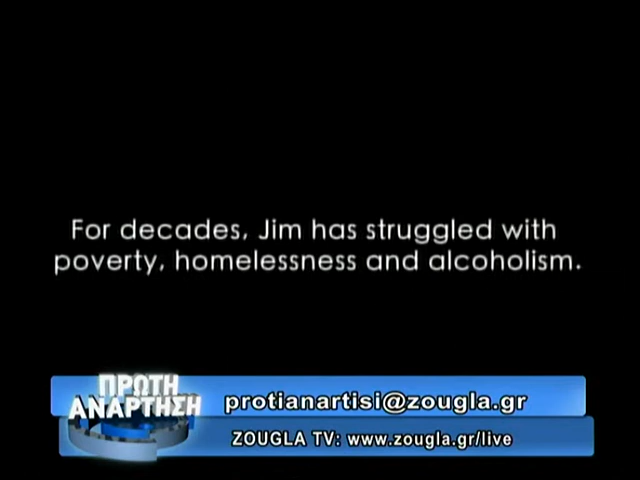 For decades, Jim has struggled with
poverty, homelessness and alcoholism.
ΠΡΩΤΗ
ΑΝΑΡΤΗΣΗ
protianartisi@zougla.gr
ZOUGLA TV: www.zougla.gr/live